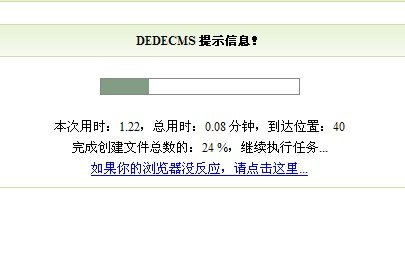 DEDECMS 提示信息！
本次用时：1.22，总用时：0.08 分钟，到达位置：40
完成创建文件总数的：24 %，继续执行任务...
如果你的浏览器没反应，请点击这里...